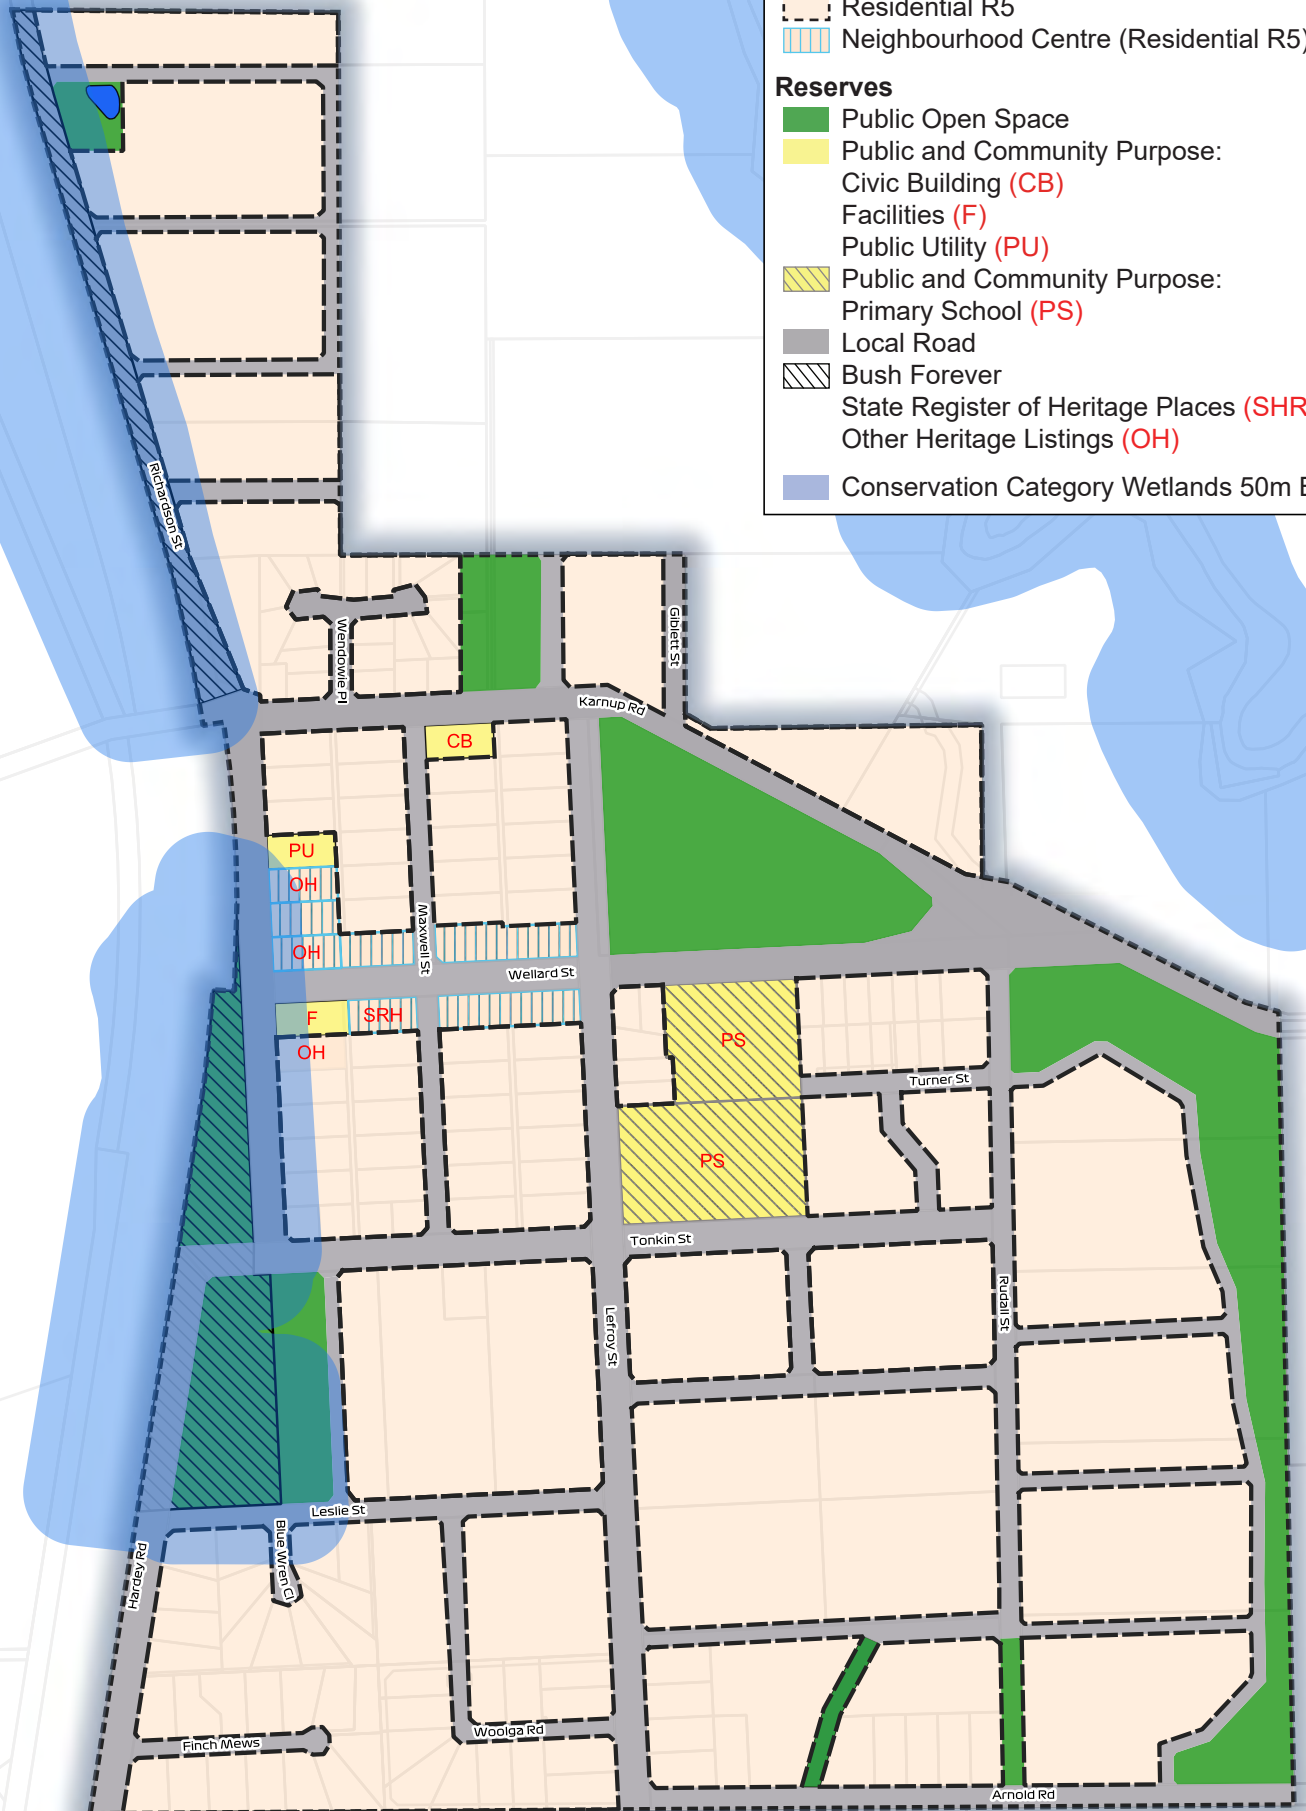 Residential R5
Neighbourhood Centre (Residential R5)
Reserves
Public Open Space
Public and Community Purpose:
Civic Building (CB)
Facilities (F)
Public Utility (PU)
Public and Community Purpose:
Primary School (PS)
Local Road
Bush Forever
State Register of Heritage Places (SHR
Other Heritage Listings (OH)
Conservation Category Wetlands 50m
Richardson St
Wendowie Pl
Giblett St
Karnup Rd
CB
PU
OH
Maxwell St
OH
Wellard St
F
SRH
OH
PS
Turner St
PS
Tonkin St
Rudall St
Lefroy St
Leslie St
Blue Wren Cl
Hardey Rd
Woolga Rd
Finch Mews
Arnold Rd